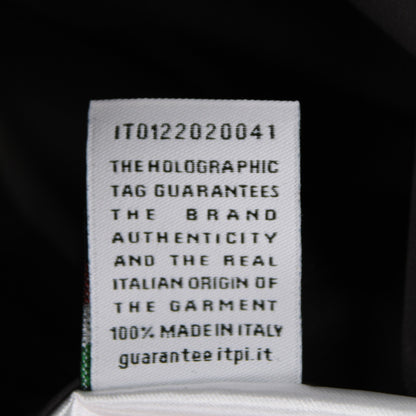 IT0122020041
THE HOLOGRAPHIC
TAG GUARANTEES
THE BRAND
AUTHENTICITY
AND THE REAL
ITALIAN ORIGIN OF
THE GARMENT
100% MADE IN ITALY
guaranteeitpi.it